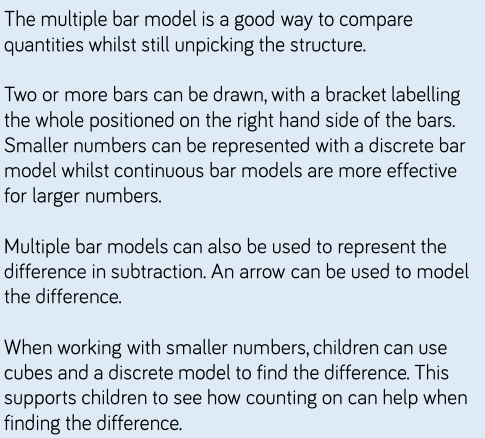 The multiple bar model is a good way to compare
quantities whilst still unpicking the structure.
Two or more bars can be drawn, with a bracket labelling
the whole positioned on the right hand side of the bars.
Smaller numbers can be represented with a discrete bar
model whilst continuous bar models are more effective
for larger numbers.
Multiple bar models can also be used to represent the
difference in subtraction. An arrow can be used to model
the difference.
When working with smaller numbers, children can use
cubes and a discrete model to find the difference. This
supports children to see how counting on can help when
finding the difference.